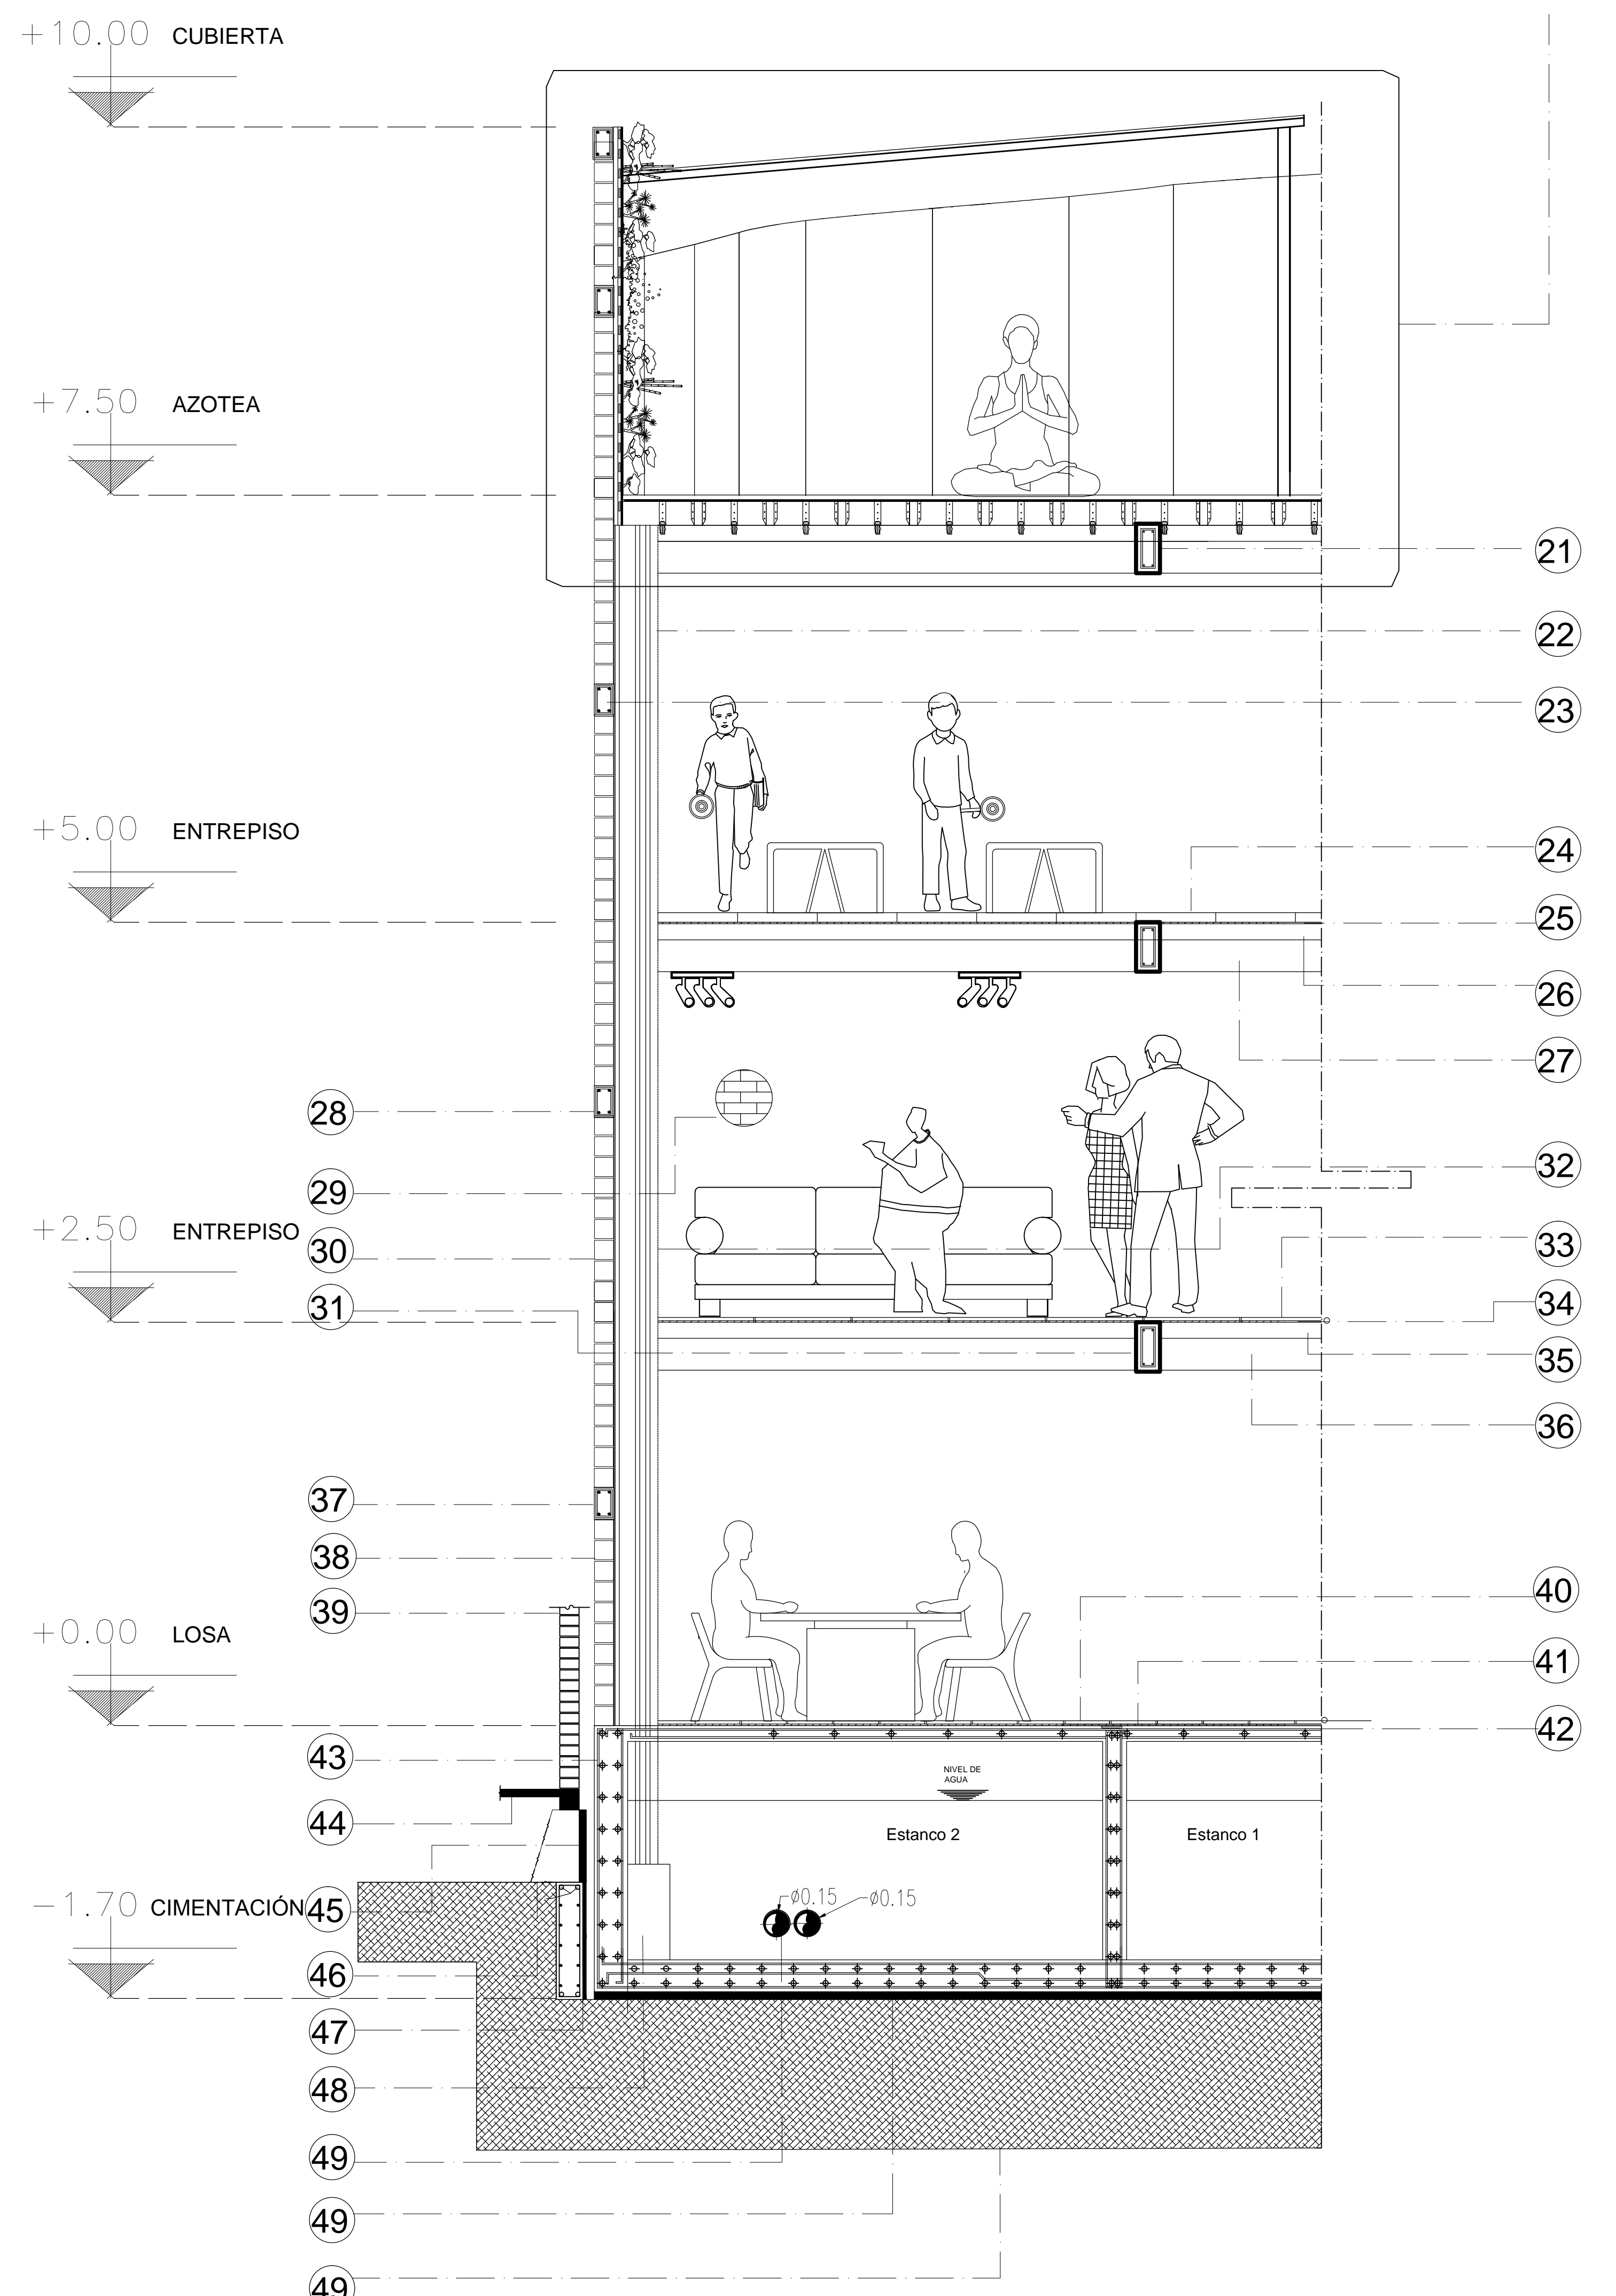 +10.00 CUBIERTA
+7.50 AZOTEA
21
22
23
+5.00 ENTREPISO
24
25
26
27
28
29
32
+2.50 ENTREPISO
30
33
31
34
35
36
37
38
39
40
+0.00 LOSA
41
42
43
NIVEL DE
AGUA
44
Estanco 2
Estanco 1
-1.70 CIMENTACIÓN
45
ø0.15
ø0.15
46
47
48
49
49
49